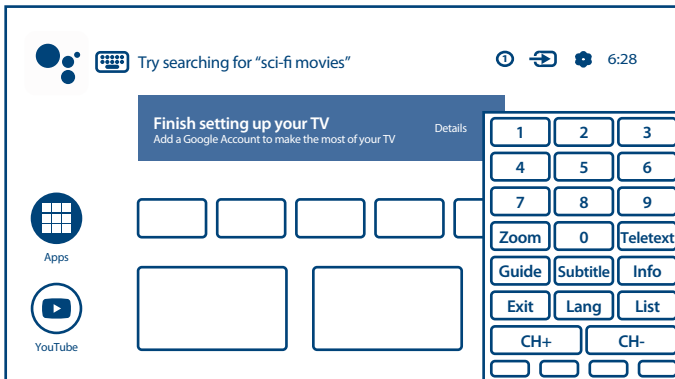 Try searching for “sci-fi movies”
1
6:28
Finish setting up your TV
Add a Google Account to make the most of your TV
Details
1 2 3
4 5 6
7 8 9
Zoom 0 Teletext
Guide Subtitle Info
Exit Lang List
CH+ CH-
Apps
YouTube